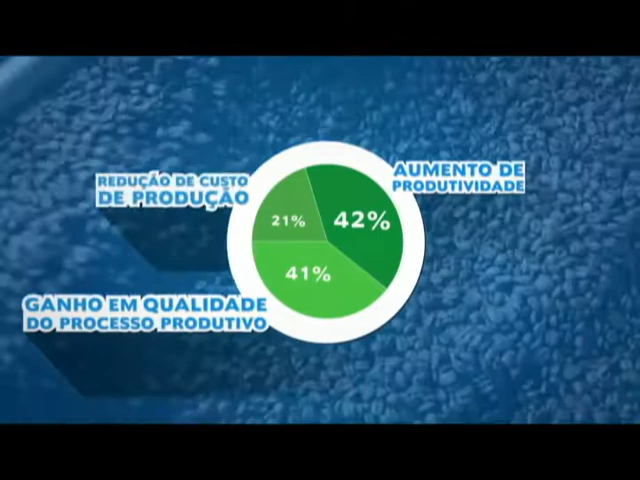 REDUÇÃO DE CUSTO
DE PRODUÇÃO
21%
AUMENTO DE
PRODUTIVIDADE
42%
41%
GANHO EM QUALIDADE
DO PROCESSO PRODUTIVO